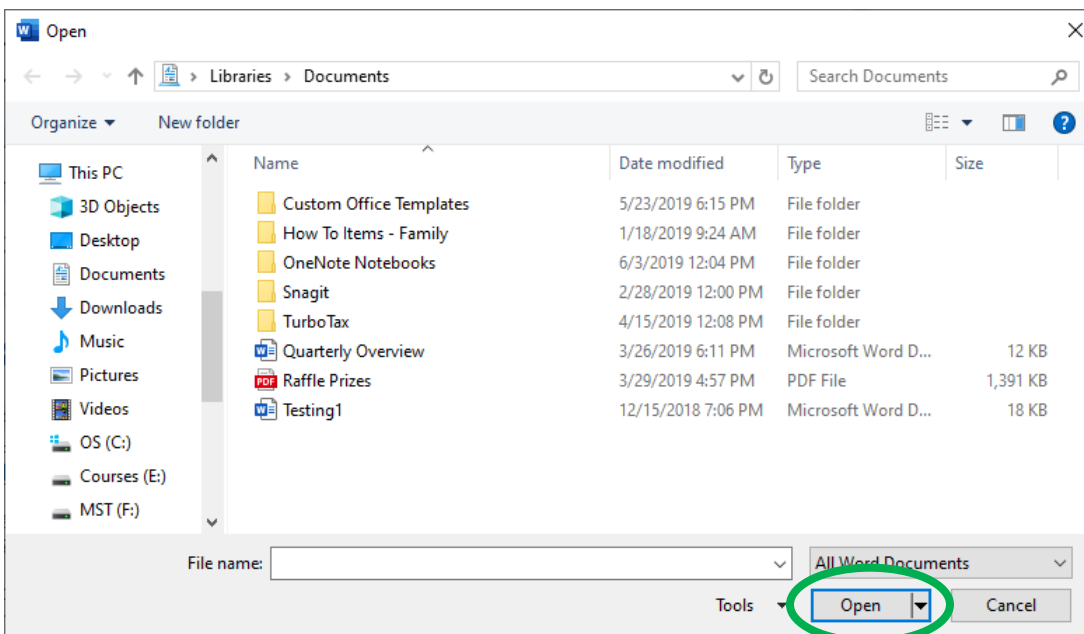 Open
Libraries > Documents
Search Documents
Organize
New folder
Name
Date modified
Type
Size
This PC
3D Objects
Desktop
Documents
Downloads
Music
Pictures
Videos
OS (C:)
Courses (E:)
MST (F:)
Custom Office Templates 5/23/2019 6:15 PM File folder
How To Items - Family 1/18/2019 9:24 AM File folder
OneNote Notebooks 6/3/2019 12:04 PM File folder
Snagit 2/28/2019 12:00 PM File folder
TurboTax 4/15/2019 12:08 PM File folder
Quarterly Overview 3/26/2019 6:11 PM Microsoft Word D... 12 KB
Raffle Prizes 3/29/2019 4:57 PM PDF File 1,391 KB
Testing1 12/15/2018 7:06 PM Microsoft Word D... 18 KB
File name:
All Word Documents
Tools
Open
Cancel